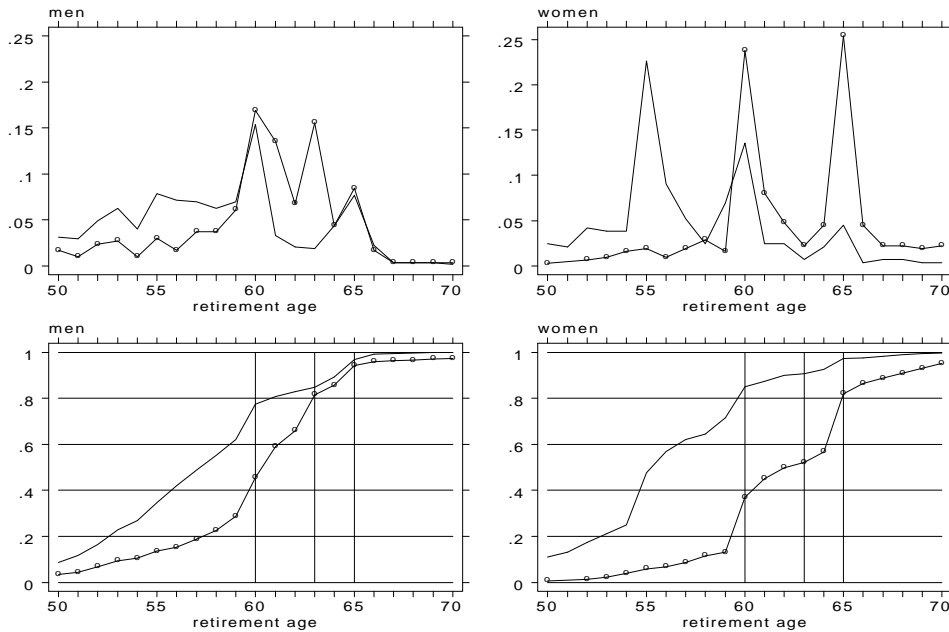 men
.25
.2
.15
.1
.05
0
50 55 60 65 70
retirement age
women
.25
.2
.15
.1
.05
0
50 55 60 65 70
retirement age
men
1
.8
.6
.4
.2
0
50 55 60 65 70
retirement age
women
1
.8
.6
.4
.2
0
50 55 60 65 70
retirement age